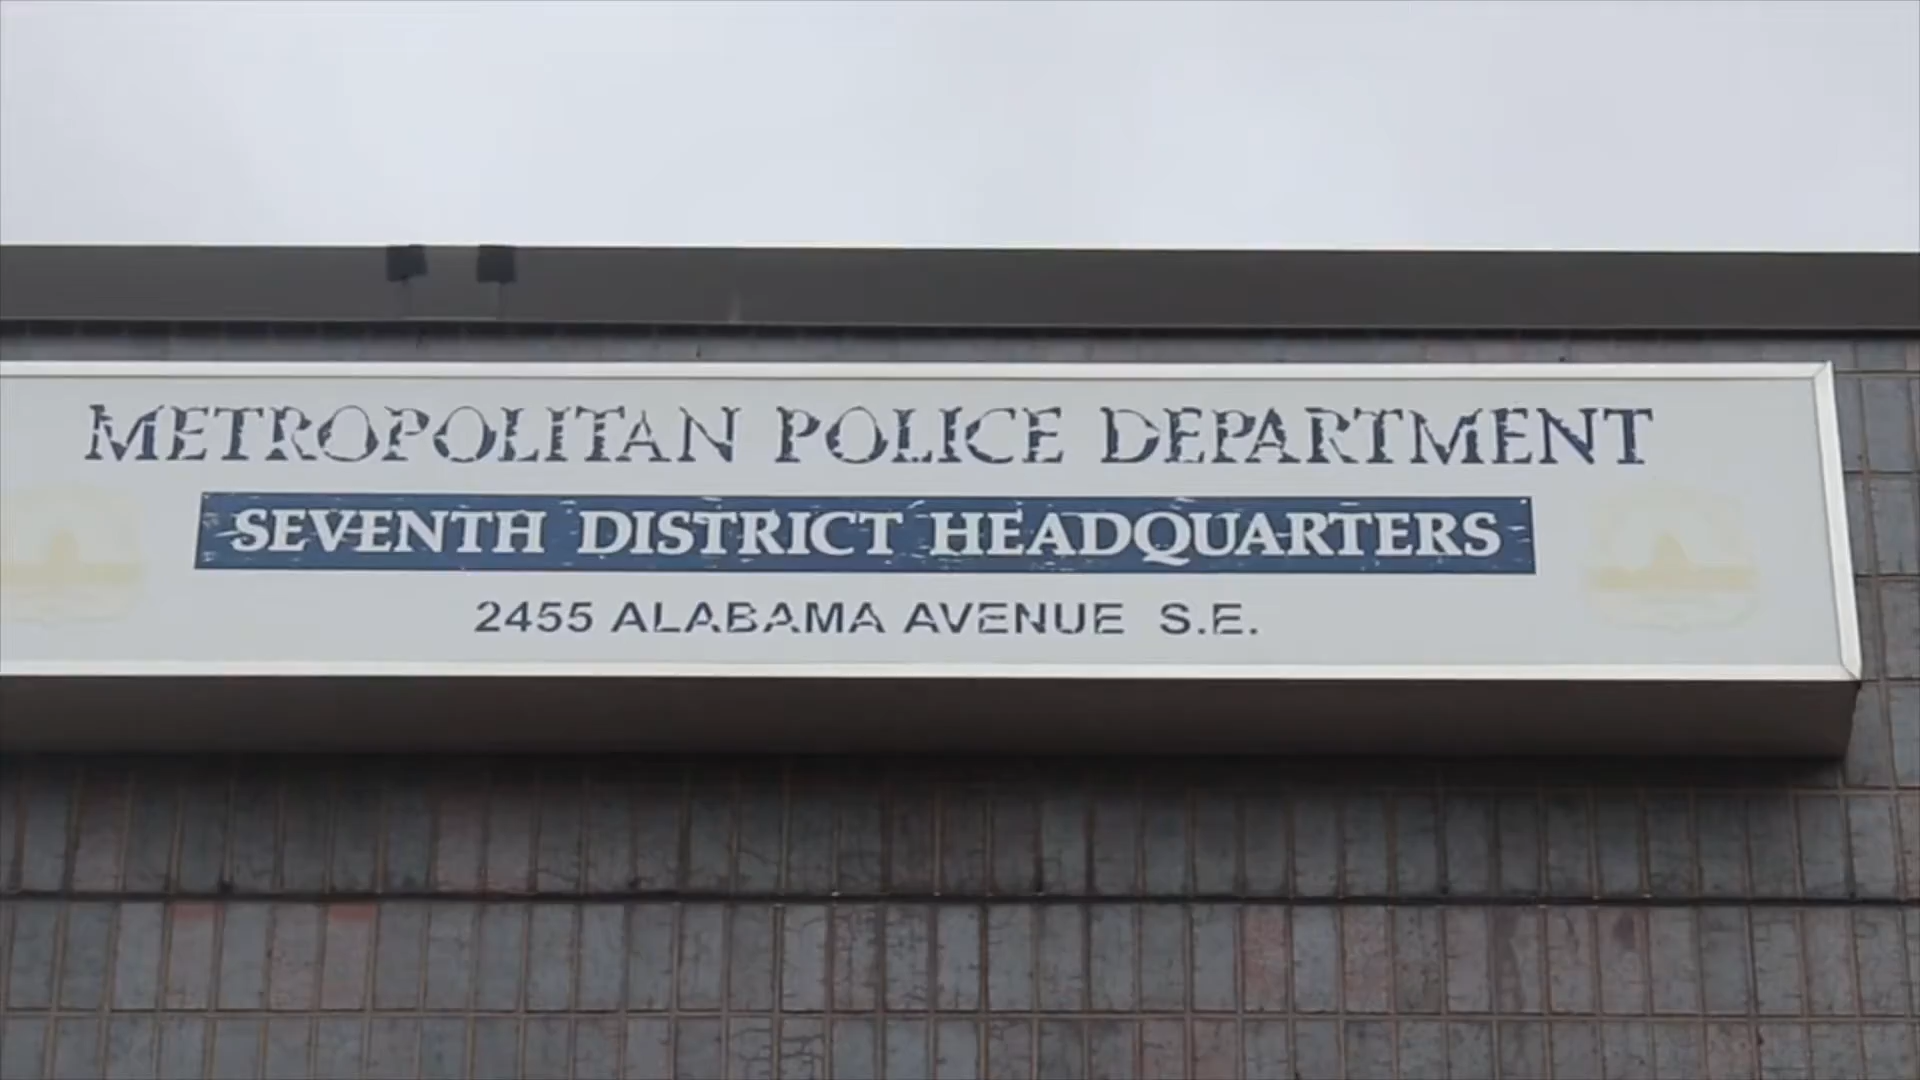 METROPOLITAN POLICE DEPARTMENT
SEVENTH DISTRICT HEADQUARTERS
2455 ALABAMA AVENUE S.E.